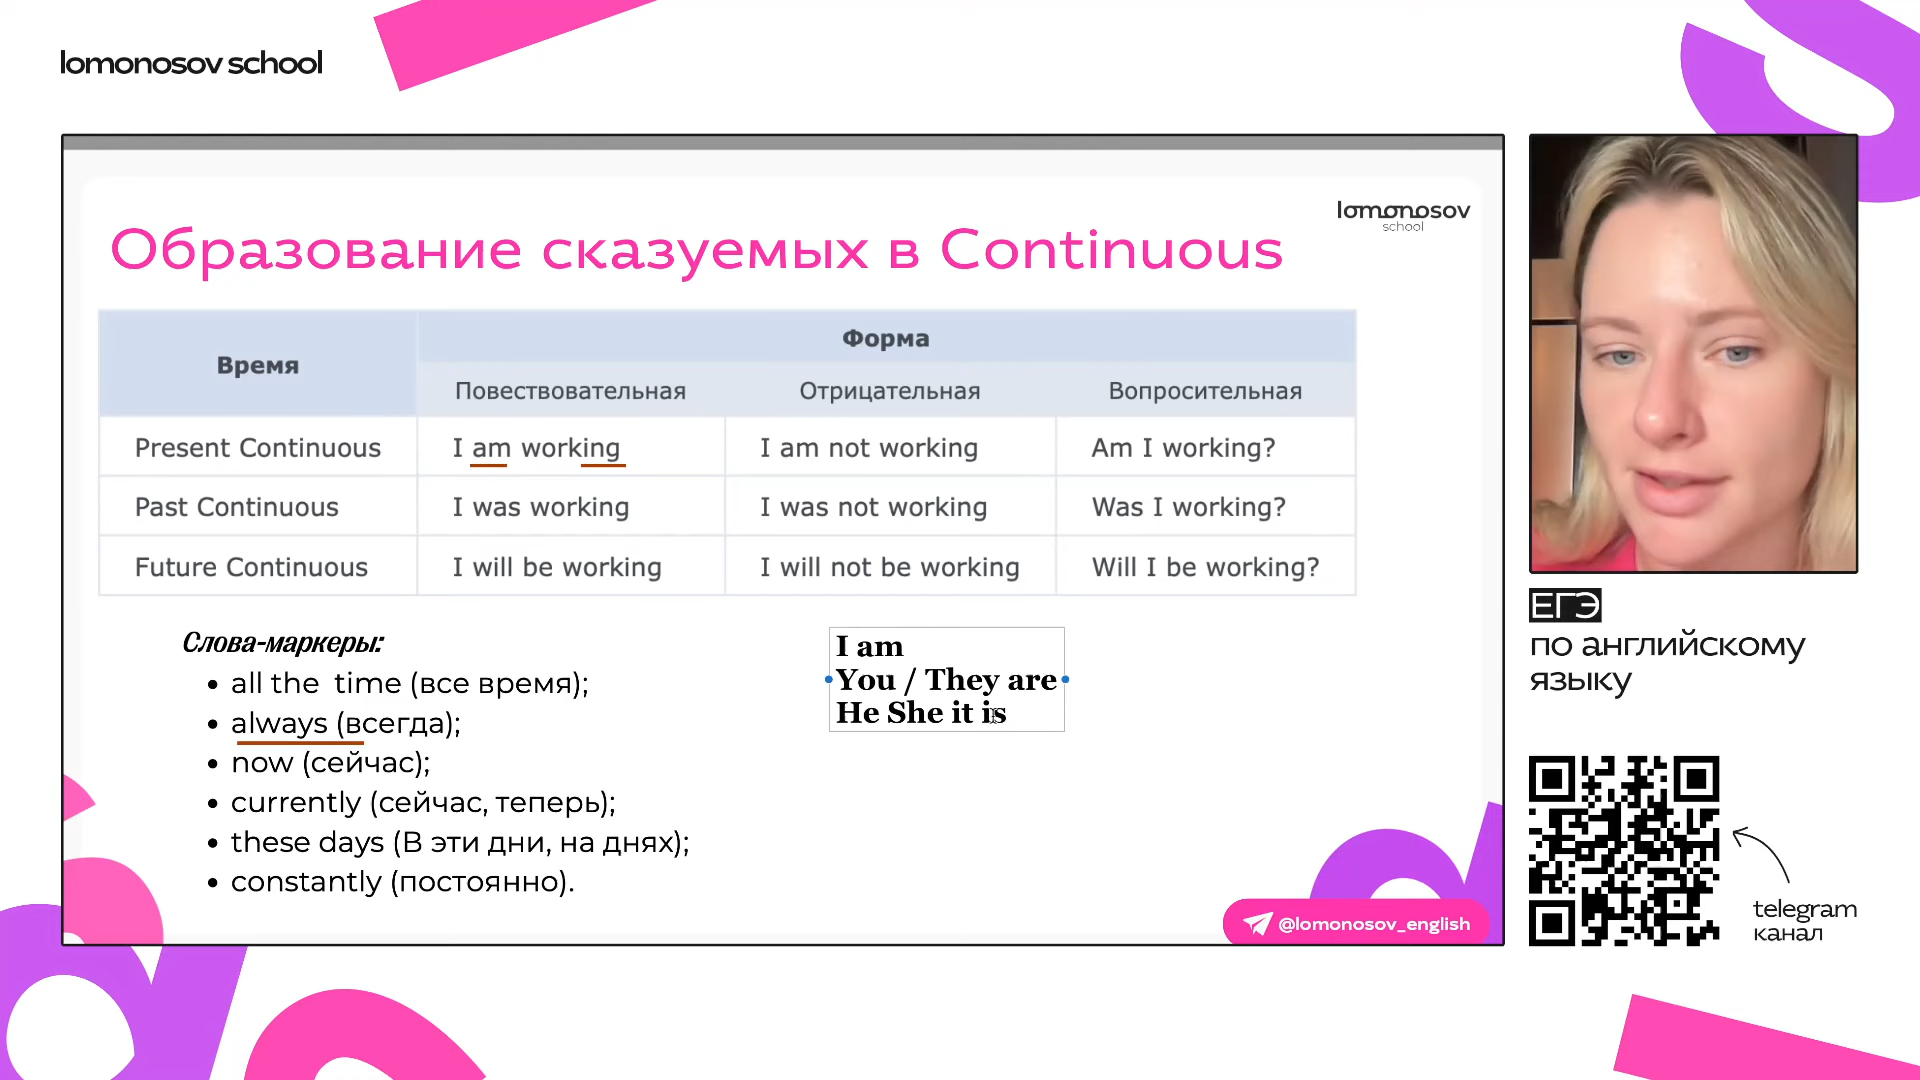 lomonosov school
lomonosov
school
Образование сказуемых в Continuous
Время
Форма
Повествовательная
Отрицательная
Вопросительная
Present Continuous
I am working
I am not working
Am I working?
Past Continuous
I was working
I was not working
Was I working?
Future Continuous
I will be working
I will not be working
Will I be working?
Слова-маркеры:
• all the time (все время);
• always (всегда);
• now (сейчас);
• currently (сейчас, теперь);
• these days (В эти дни, на днях);
• constantly (постоянно).
I am
You / They are
He She it is
@lomonosov_english
ЕГЭ
по английскому
языку
telegram
канал